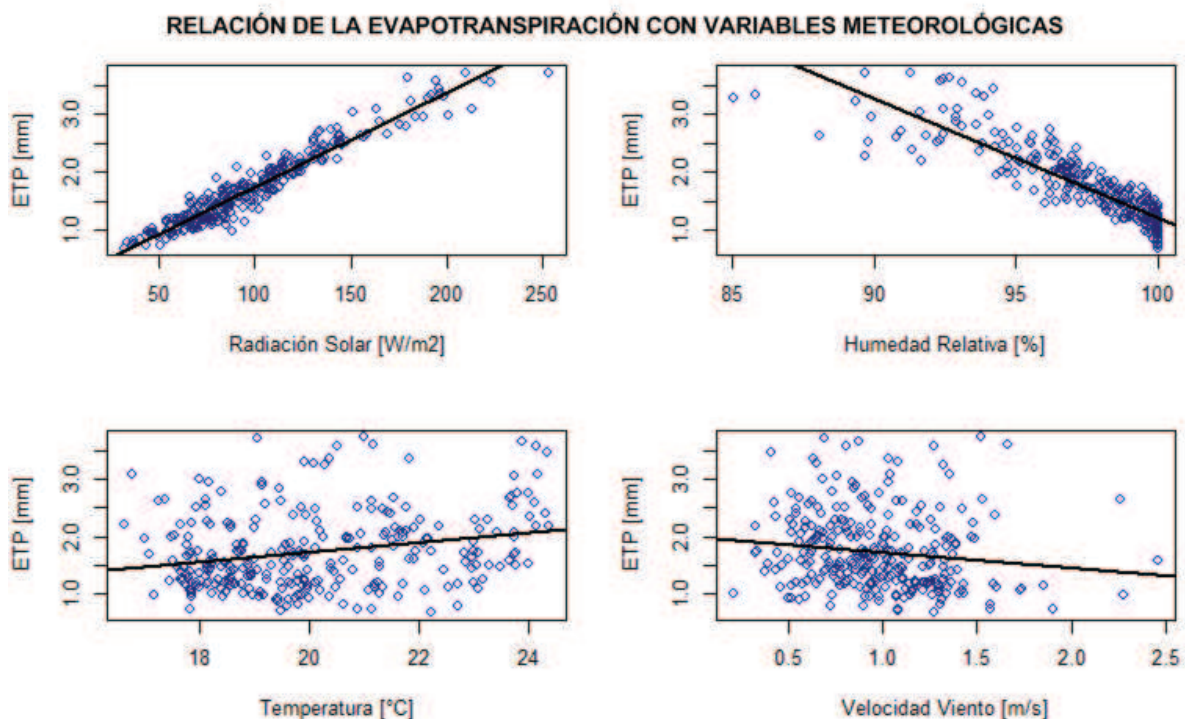 RELACIÓN DE LA EVAPOTRANSPIRACIÓN CON VARIABLES METEOROLÓGICAS
ETP [mm]
1.0 2.0 3.0
50 100 150 200 250
Radiación Solar [W/m2]
ETP [mm]
1.0 2.0 3.0
85 90 95 100
Humedad Relativa [%]
ETP [mm]
1.0 2.0 3.0
18 20 22 24
Temperatura [°C]
ETP [mm]
1.0 2.0 3.0
0.5 1.0 1.5 2.0 2.5
Velocidad Viento [m/s]